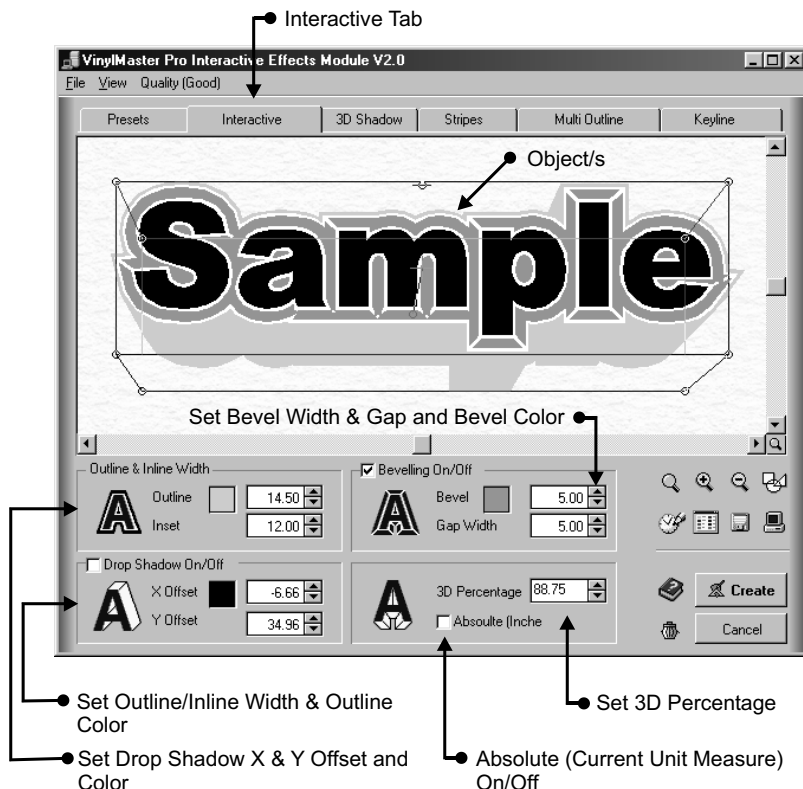 Interactive Tab
VinylMaster Pro Interactive Effects Module V2.0
File View Quality (Good)
Presets Interactive 3D Shadow Stripes Multi Outline Keyline
Object/s
Sample
Set Bevel Width & Gap and Bevel Color
Outline & Inline Width
Outline 14.50
Inset 12.00
Bevelling On/Off
Bevel 5.00
Gap Width 5.00
Drop Shadow On/Off
X Offset -6.66
Y Offset 34.96
3D Percentage 88.75
Absoulte (Inche
Create
Cancel
Set Outline/Inline Width & Outline
Color
Set 3D Percentage
Set Drop Shadow X & Y Offset and
Color
Absolute (Current Unit Measure)
On/Off